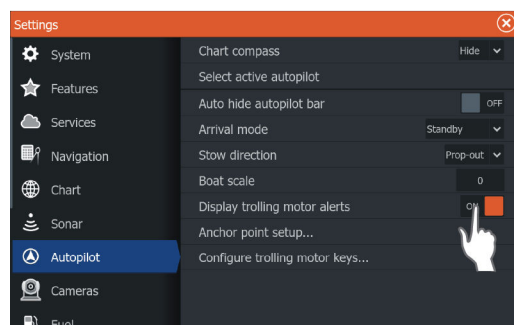 Settings
System
Features
Services
Navigation
Chart
Sonar
Autopilot
Cameras
Fuel
Chart compass Hide
Select active autopilot
Auto hide autopilot bar OFF
Arrival mode Standby
Stow direction Prop-out
Boat scale 0
Display trolling motor alerts ON
Anchor point setup...
Configure trolling motor keys...